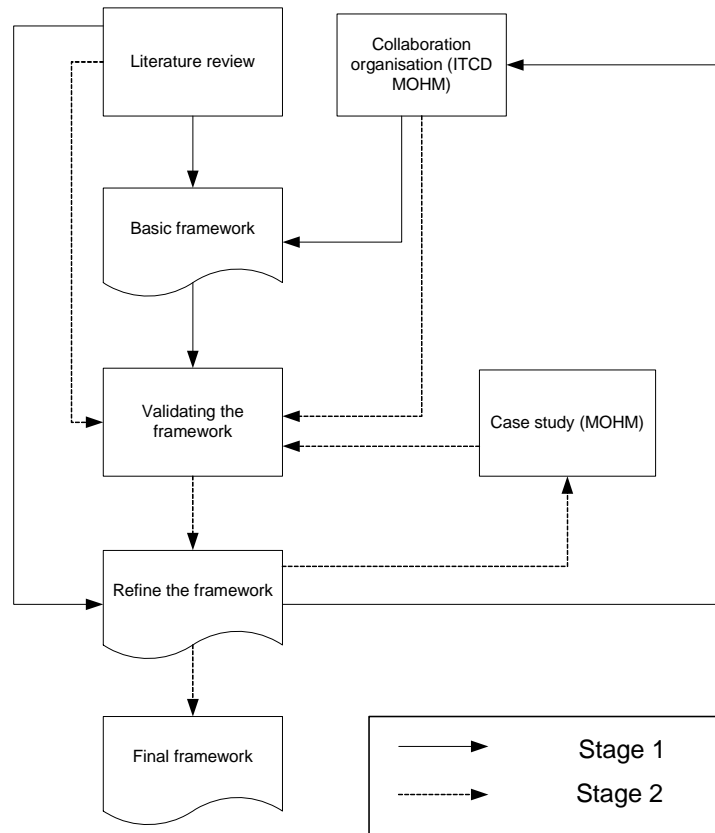 Literature review
Collaboration
organisation (ITCD
MOHM)
Basic framework
Validating the
framework
Case study (MOHM)
Refine the framework
Final framework
Stage 1
Stage 2